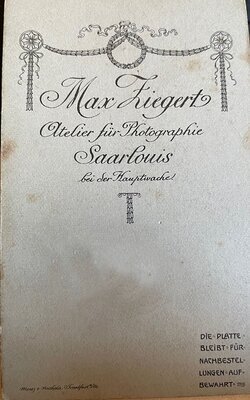 Max Ziegert
Atelier für Photographie
Saarlouis
bei der Hauptwache!
DIE PLATTE
BLEIBT FÜR
NACHBESTEL-
LUNGEN AUF-
BEWAHRT